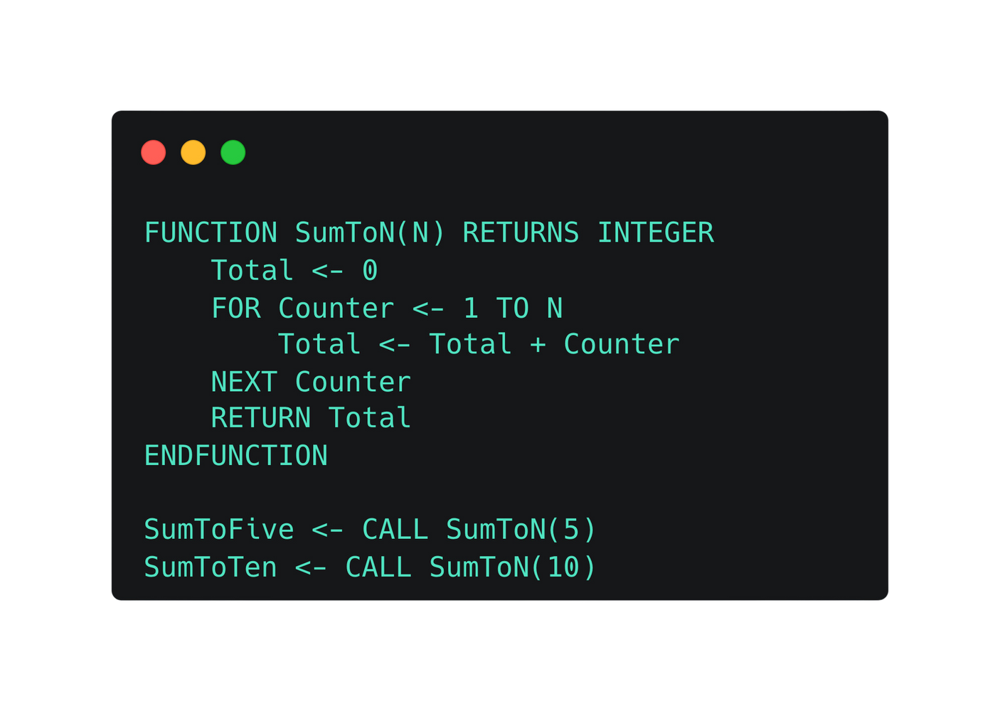 FUNCTION SumToN(N) RETURNS INTEGER
    Total <- 0
    FOR Counter <- 1 TO N
        Total <- Total + Counter
    NEXT Counter
    RETURN Total
ENDFUNCTION

SumToFive <- CALL SumToN(5)
SumToTen <- CALL SumToN(10)